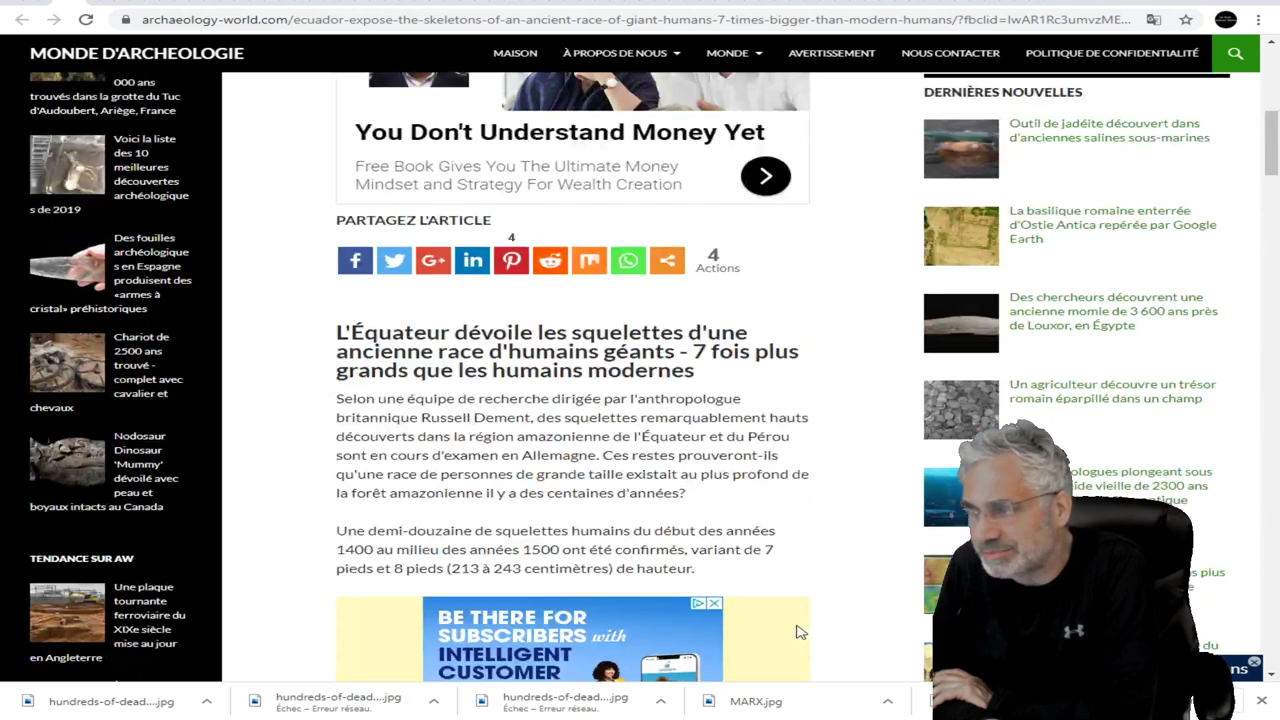 archaeology-world.com/ecuador-expose-the-skeletons-of-an-ancient-race-of-giant-humans-7-times-bigger-than-modern-humans/?fbclid=IwAR1Rc3umvzME...
MONDE D'ARCHEOLOGIE
MAISON
À PROPOS DE NOUS
MONDE
AVERTISSEMENT
NOUS CONTACTER
POLITIQUE DE CONFIDENTIALITÉ
000 ans
trouvés dans la grotte du Tuc
d'Audoubert, Ariège, France
Voici la liste
des 10
meilleures
découvertes
archéologique
s de 2019
Des fouilles
archéologique
s en Espagne
produisent des
«armes à
cristal» préhistoriques
Chariot de
2500 ans
trouvé -
complet avec
cavalier et
chevaux
Nodosaur
Dinosaur
'Mummy'
dévoilé avec
peau et
boyaux intacts au Canada
TENDANCE SUR AW
Une plaque
tournante
ferroviaire du
XIXe siècle
mise au jour
en Angleterre
You Don't Understand Money Yet
Free Book Gives You The Ultimate Money
Mindset and Strategy For Wealth Creation
PARTAGEZ L'ARTICLE
4
4
Actions
L'Équateur dévoile les squelettes d'une
ancienne race d'humains géants - 7 fois plus
grands que les humains modernes
Selon une équipe de recherche dirigée par l'anthropologue
britannique Russell Dement, des squelettes remarquablement hauts
découverts dans la région amazonienne de l'Équateur et du Pérou
sont en cours d'examen en Allemagne. Ces restes prouveront-ils
qu'une race de personnes de grande taille existait au plus profond de
la forêt amazonienne il y a des centaines d'années?
Une demi-douzaine de squelettes humains du début des années
1400 au milieu des années 1500 ont été confirmés, variant de 7
pieds et 8 pieds (213 à 243 centimètres) de hauteur.
BE THERE FOR
SUBSCRIBERS with
INTELLIGENT
CUSTOMER
DERNIÈRES NOUVELLES
Outil de jadéite découvert dans
d'anciennes salines sous-marines
La basilique romaine enterrée
d'Ostie Antica repérée par Google
Earth
Des chercheurs découvrent une
ancienne momie de 3 600 ans près
de Louxor, en Égypte
Un agriculteur découvre un trésor
romain éparpillé dans un champ
plongeant sous
vieille de 2300 ans
plus
du
hundreds-of-dead....jpg
hundreds-of-dead....jpg
Échec – Erreur réseau.
hundreds-of-dead....jpg
Échec – Erreur réseau.
MARX.jpg